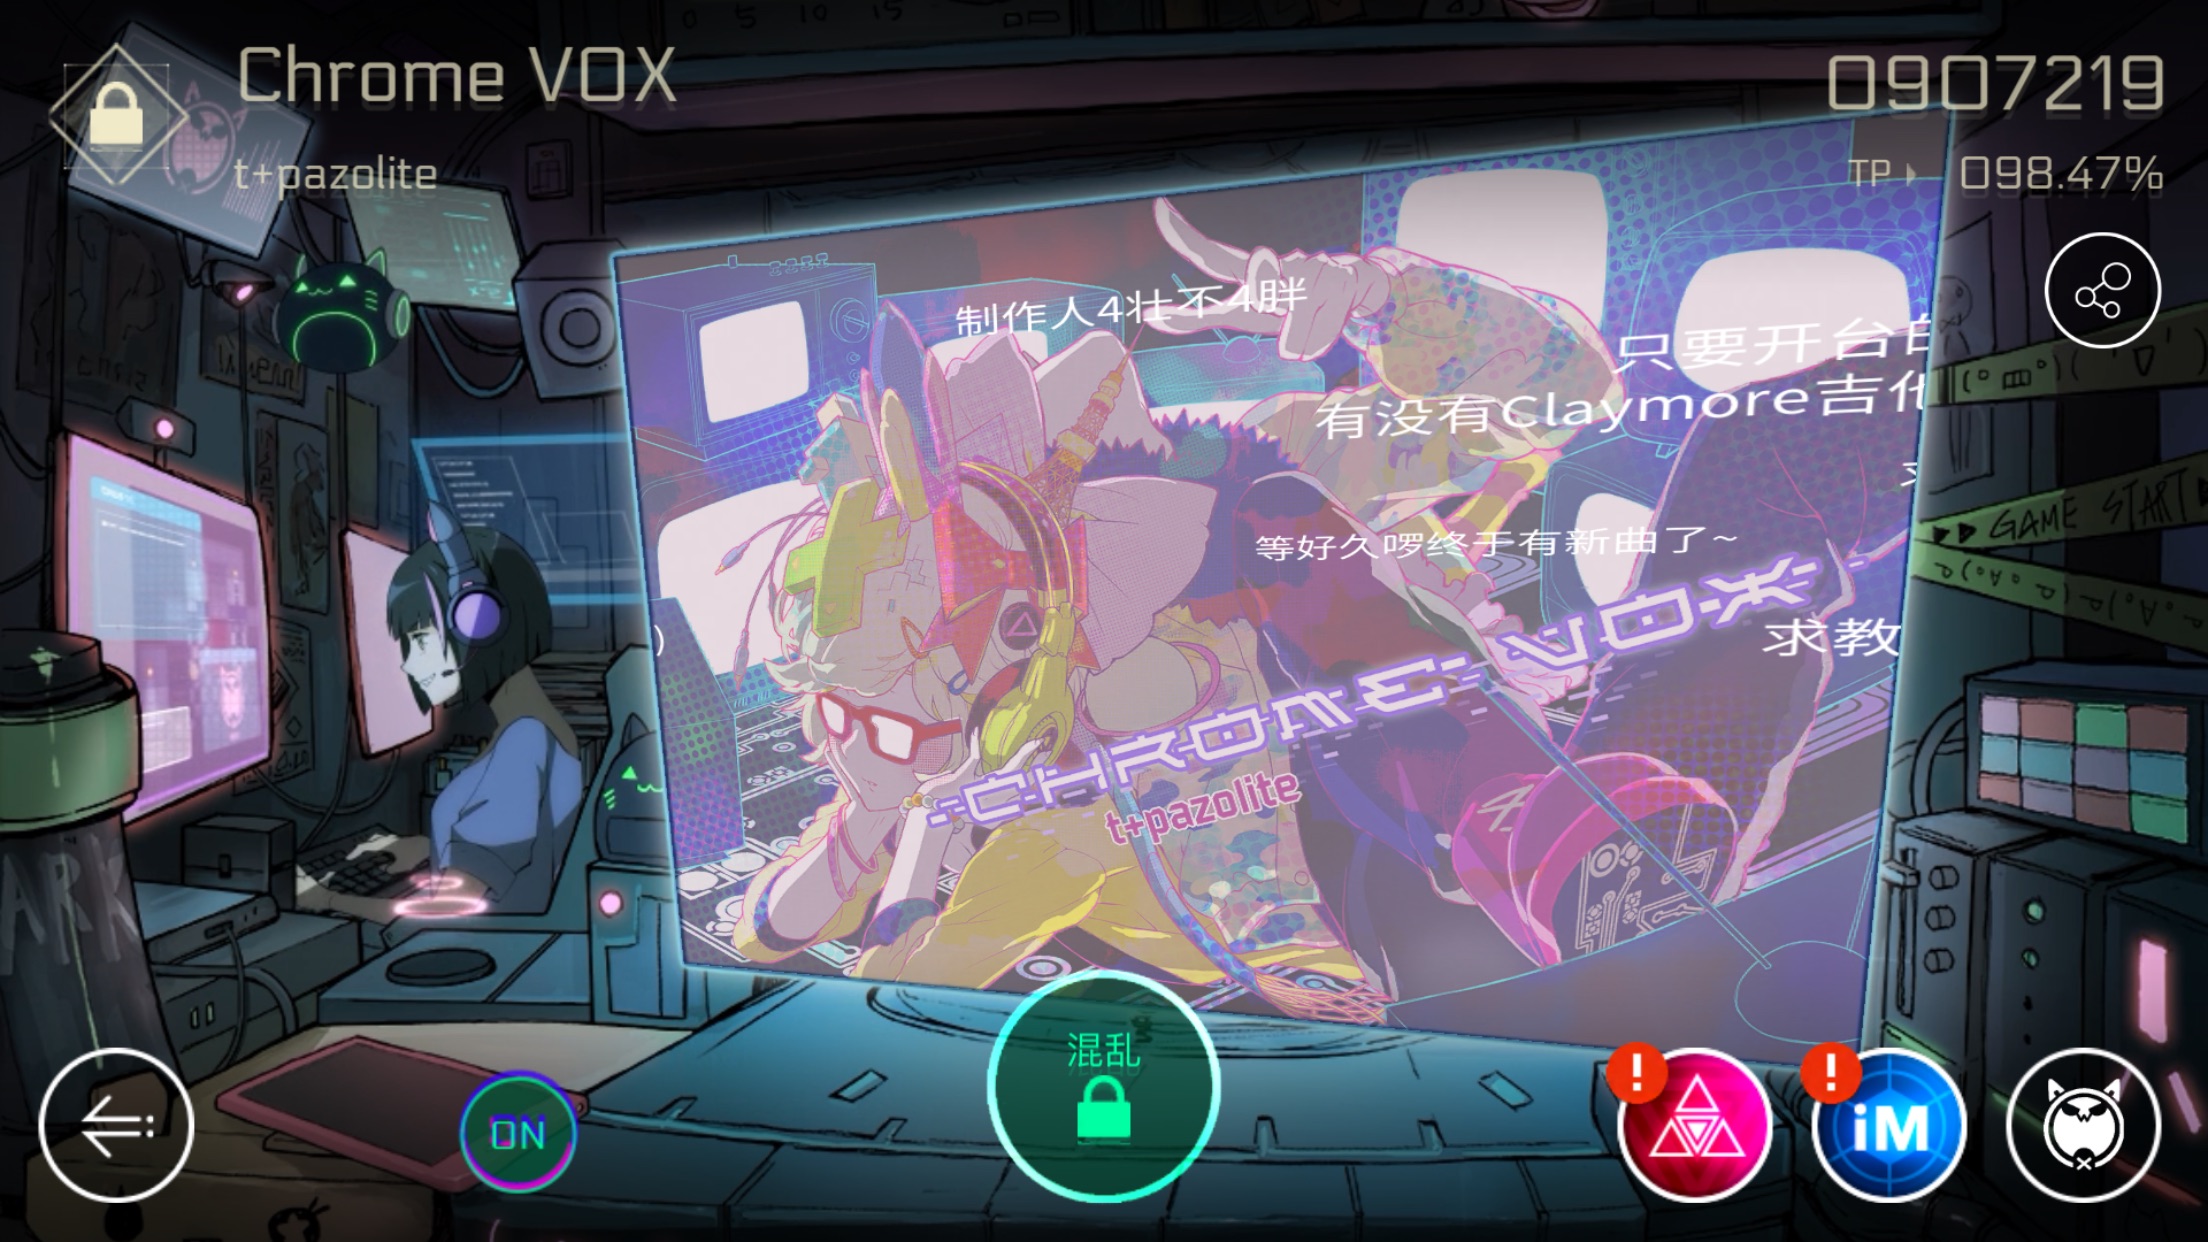 Chrome VOX
t+pazolite
0907219
TP 098.47%
制作人4壮不4胖
只要开台
有没有Claymore吉他
等好久啰终于有新曲了~
求教
CHROME VOX
t+pazolite
GAME START
ARK
混乱
ON
iM